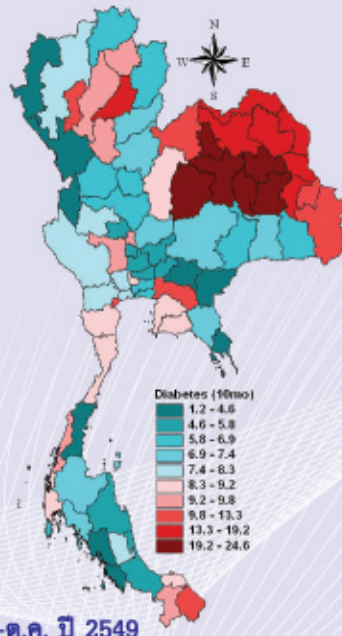 N
W E
S
Diabetes (10mo)
1.2 - 4.6
4.6 - 5.8
5.8 - 6.9
6.9 - 7.4
7.4 - 8.3
8.3 - 9.2
9.2 - 9.8
9.8 - 13.3
13.3 - 19.2
19.2 - 24.6
-ต.ค. ปี 2549